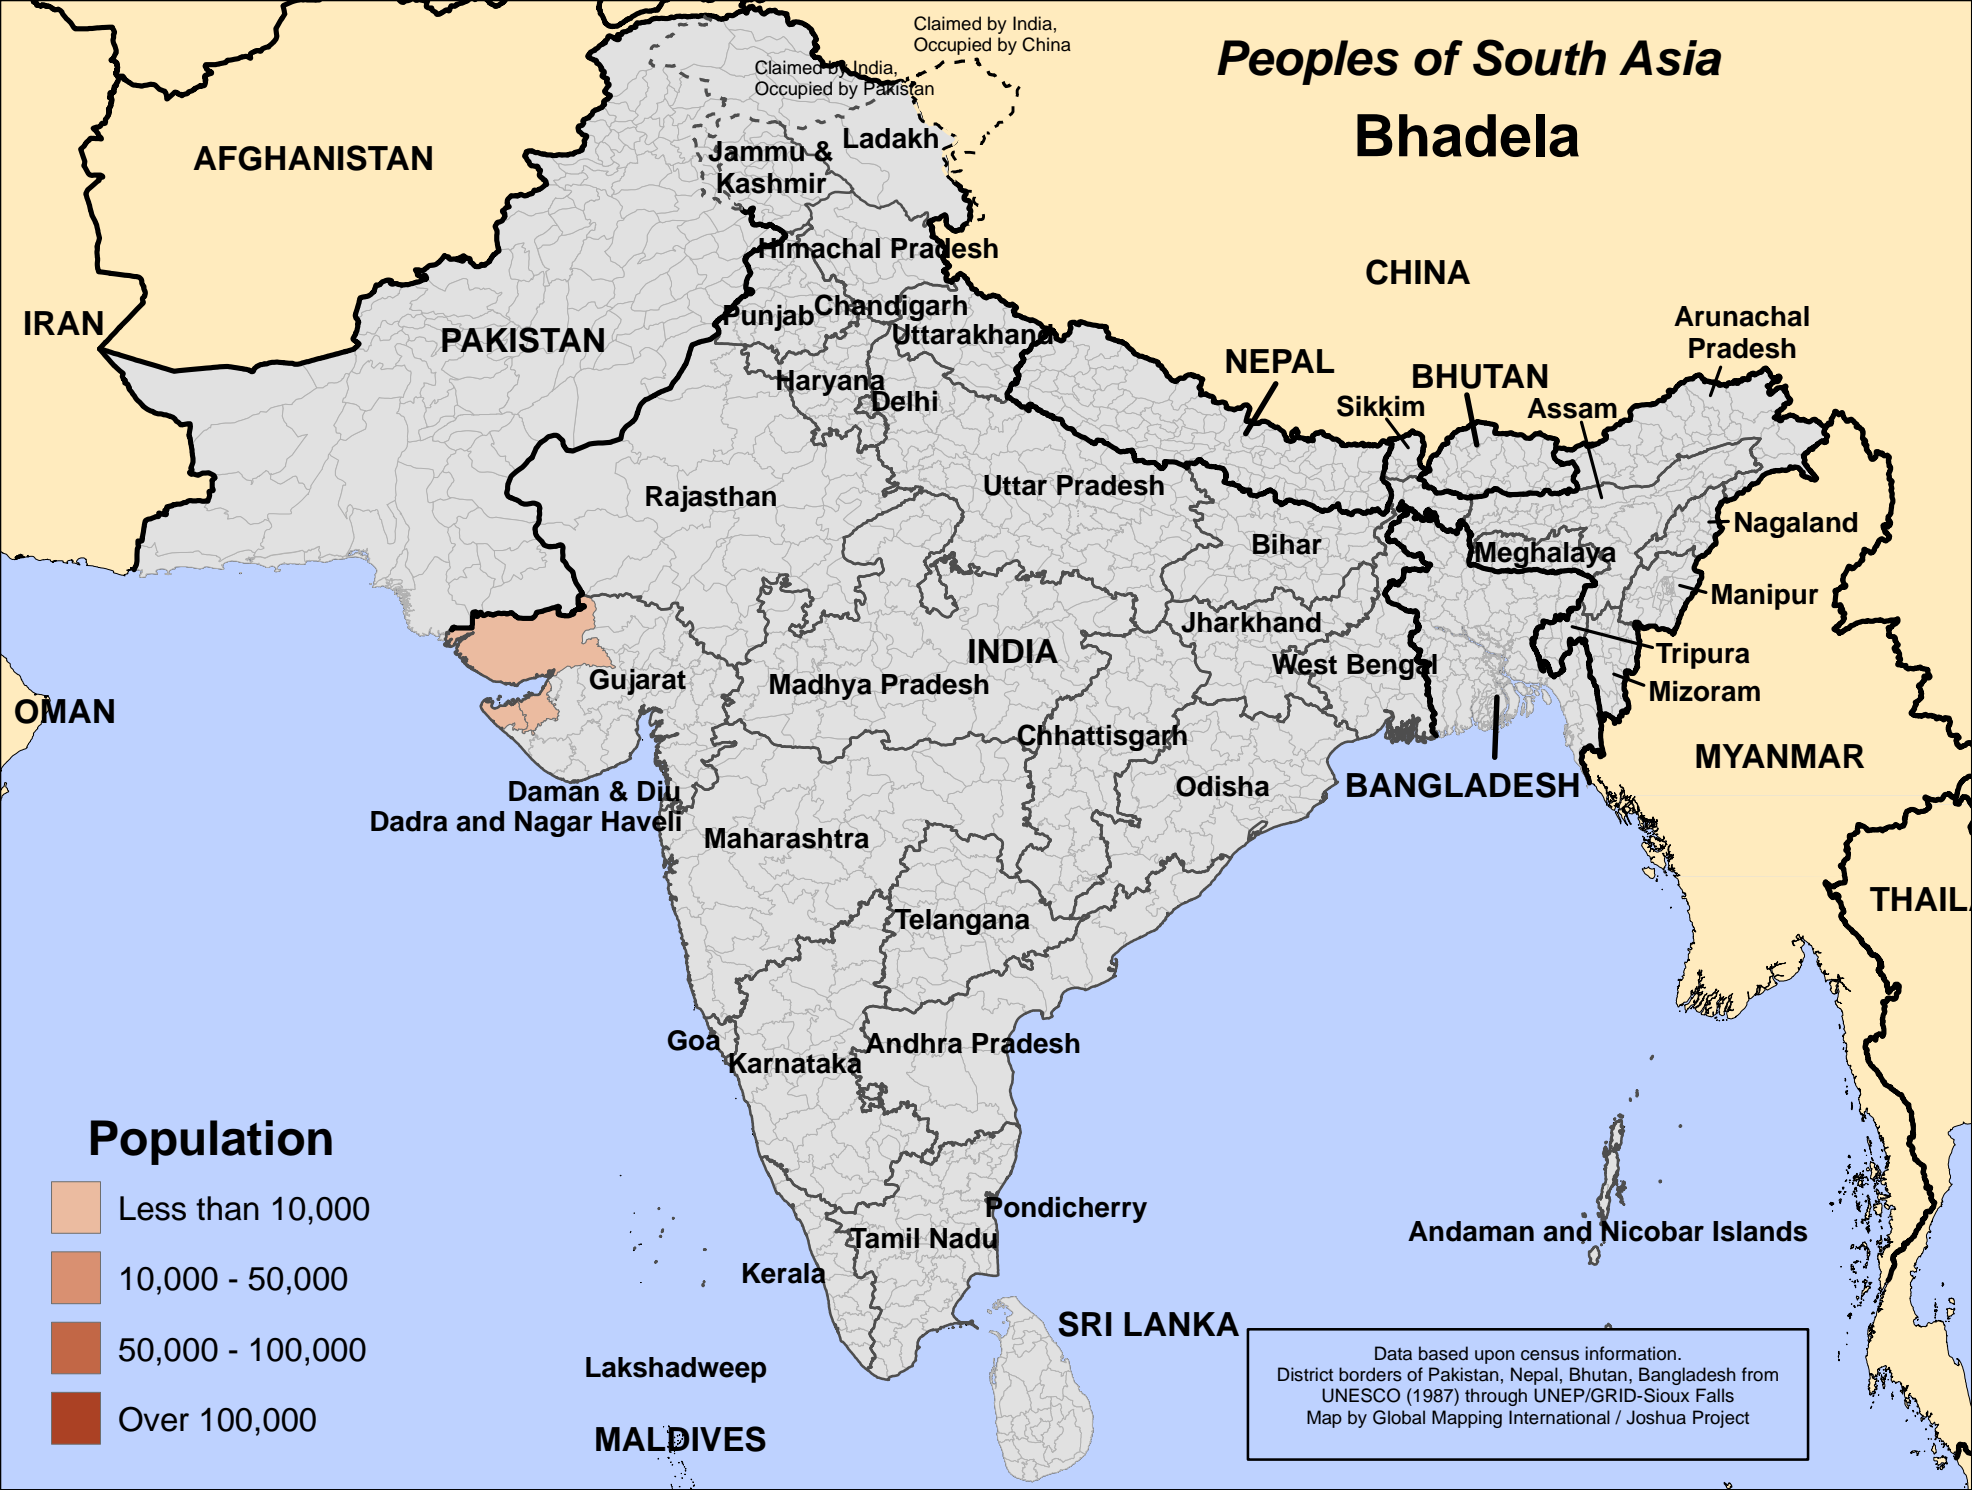 Claimed by India,
Occupied by China
Peoples of South Asia
Bhadela
Claimed by India,
Occupied by Pakistan
AFGHANISTAN
Jammu &
Kashmir
Ladakh
Himachal Pradesh
CHINA
IRAN
PAKISTAN
Punjab
Chandigarh
Uttarakhand
Arunachal
Pradesh
NEPAL
BHUTAN
Haryana
Delhi
Sikkim
Assam
Rajasthan
Uttar Pradesh
Bihar
Meghalaya
Nagaland
Manipur
Jharkhand
INDIA
West Bengal
Tripura
Mizoram
Gujarat
Madhya Pradesh
OMAN
Chhattisgarh
MYANMAR
Odisha
BANGLADESH
Daman & Diu
Dadra and Nagar Haveli
Maharashtra
THAIL
Telangana
Goa
Karnataka
Andhra Pradesh
Pondicherry
Tamil Nadu
Andaman and Nicobar Islands
Kerala
SRI LANKA
Lakshadweep
MALDIVES
Population
Less than 10,000
10,000 - 50,000
50,000 - 100,000
Over 100,000
Data based upon census information.
District borders of Pakistan, Nepal, Bhutan, Bangladesh from
UNESCO (1987) through UNEP/GRID-Sioux Falls
Map by Global Mapping International / Joshua Project